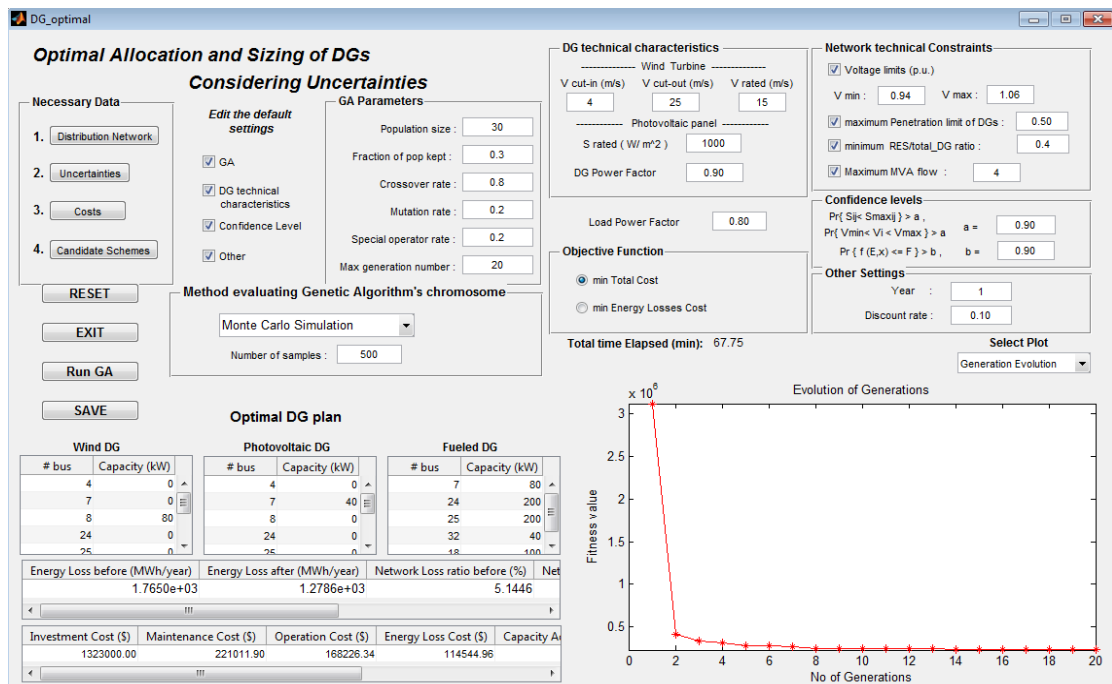 DG_optimal
Optimal Allocation and Sizing of DGs
Considering Uncertainties
Necessary Data
1. Distribution Network
2. Uncertainties
3. Costs
4. Candidate Schemes
Edit the default
settings
GA
DG technical
characteristics
Confidence Level
Other
GA Parameters
Population size : 30
Fraction of pop kept : 0.3
Crossover rate : 0.8
Mutation rate : 0.2
Special operator rate : 0.2
Max generation number : 20
RESET
EXIT
Run GA
SAVE
Method evaluating Genetic Algorithm's chromosome
Monte Carlo Simulation
Number of samples : 500
DG technical characteristics
-------------- Wind Turbine --------------
V cut-in (m/s) V cut-out (m/s) V rated (m/s)
4 25 15
------------ Photovoltaic panel ------------
S rated ( W/ m^2 ) 1000
DG Power Factor 0.90
Load Power Factor 0.80
Objective Function
min Total Cost
min Energy Losses Cost
Network technical Constraints
Voltage limits (p.u.)
V min : 0.94 V max : 1.06
maximum Penetration limit of DGs : 0.50
minimum RES/total_DG ratio : 0.4
Maximum MVA flow : 4
Confidence levels
Pr{ Sij< Smaxij } > a ,
Pr{ Vmin< Vi < Vmax } > a
a = 0.90
Pr { f (E,x) <= F } > b , b = 0.90
Other Settings
Year : 1
Discount rate : 0.10
Total time Elapsed (min): 67.75
Select Plot
Generation Evolution
Optimal DG plan
Wind DG
# bus Capacity (kW)
4 0
7 0
8 80
24 0
25 0
Photovoltaic DG
# bus Capacity (kW)
4 0
7 40
8 0
24 0
25 0
Fueled DG
# bus Capacity (kW)
7 80
24 200
25 200
32 40
18 100
Energy Loss before (MWh/year) Energy Loss after (MWh/year) Network Loss ratio before (%) Net
1.7650e+03 1.2786e+03 5.1446
Investment Cost ($) Maintenance Cost ($) Operation Cost ($) Energy Loss Cost ($) Capacity A
1323000.00 221011.90 168226.34 114544.96
Evolution of Generations
x 10^6
3
2.5
2
1.5
1
0.5
0 2 4 6 8 10 12 14 16 18 20
Fitness value
No of Generations